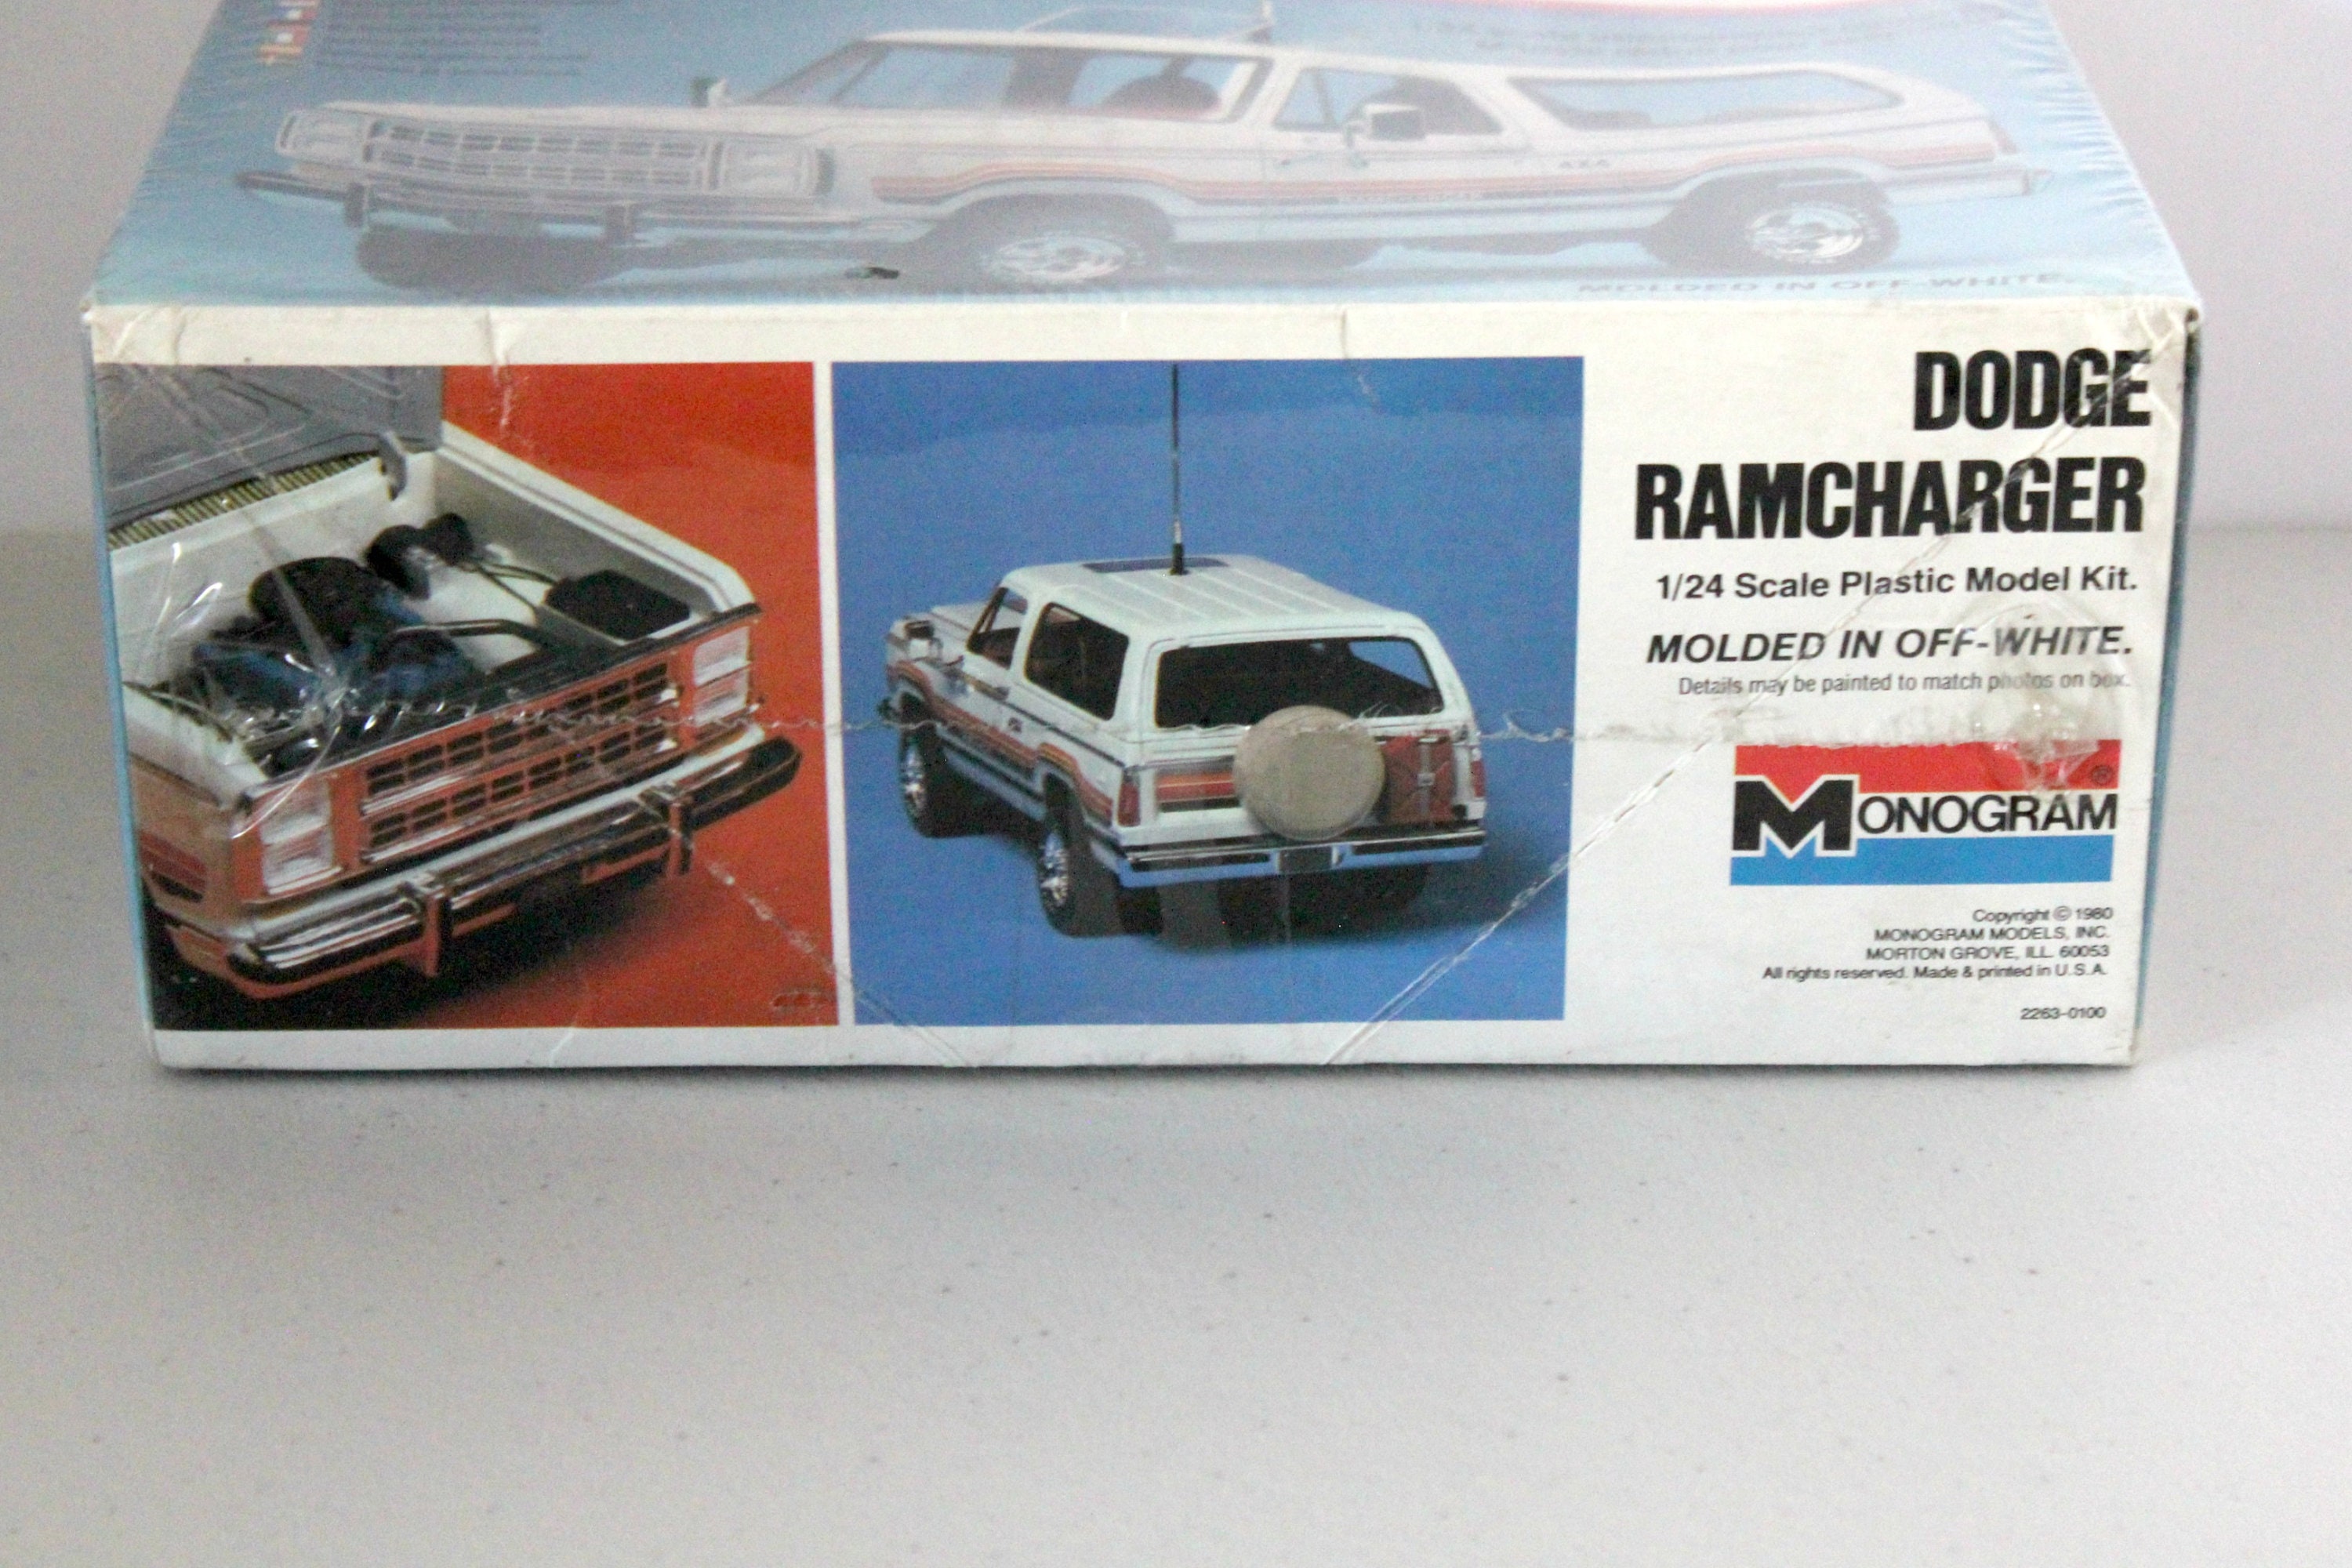 4X4
MOLDED IN OFF-WHITE.
DODGE
RAMCHARGER
1/24 Scale Plastic Model Kit.
MOLDED IN OFF-WHITE.
Details may be painted to match photos on box.
MONOGRAM ®
Copyright © 1980
MONOGRAM MODELS, INC.
MORTON GROVE, ILL. 60053
All rights reserved. Made & printed in U.S.A.
2263-0100